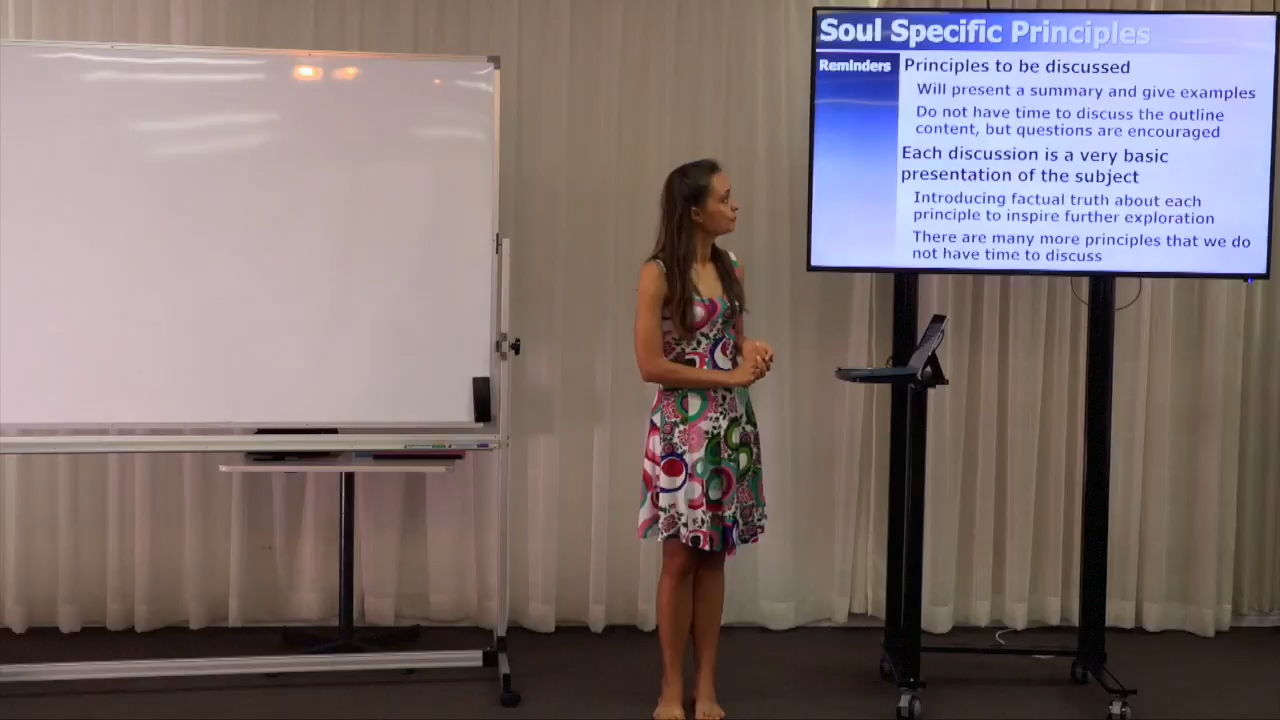 Soul Specific Principles
Reminders
Principles to be discussed
Will present a summary and give examples
Do not have time to discuss the outline
content, but questions are encouraged
Each discussion is a very basic
presentation of the subject
Introducing factual truth about each
principle to inspire further exploration
There are many more principles that we do
not have time to discuss